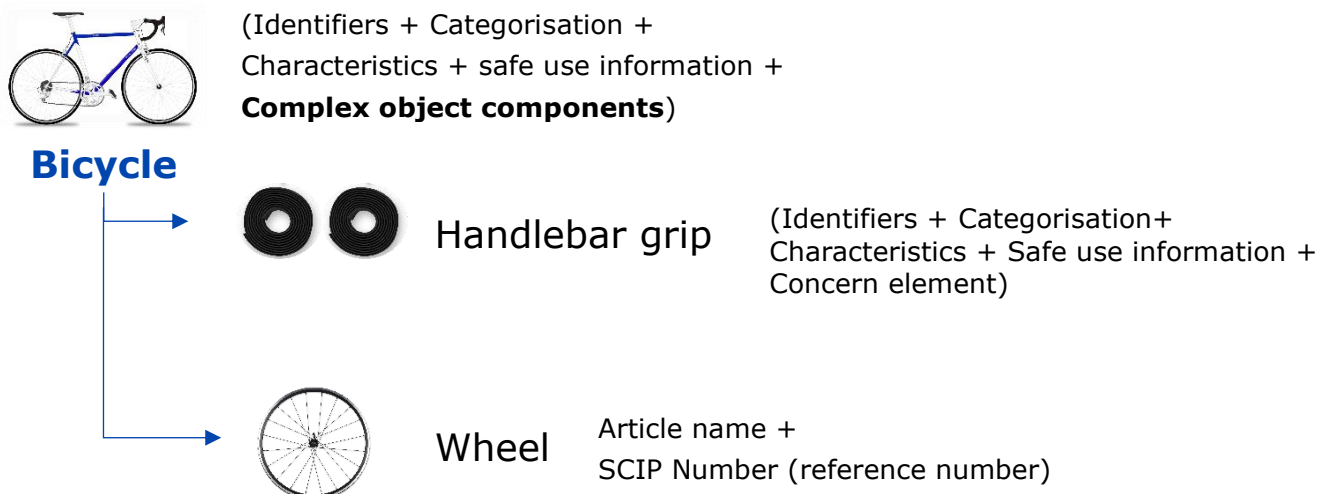 (Identifiers + Categorisation +
Characteristics + safe use information +
Complex object components)
Bicycle
Handlebar grip
(Identifiers + Categorisation+
Characteristics + Safe use information +
Concern element)
Wheel
Article name +
SCIP Number (reference number)